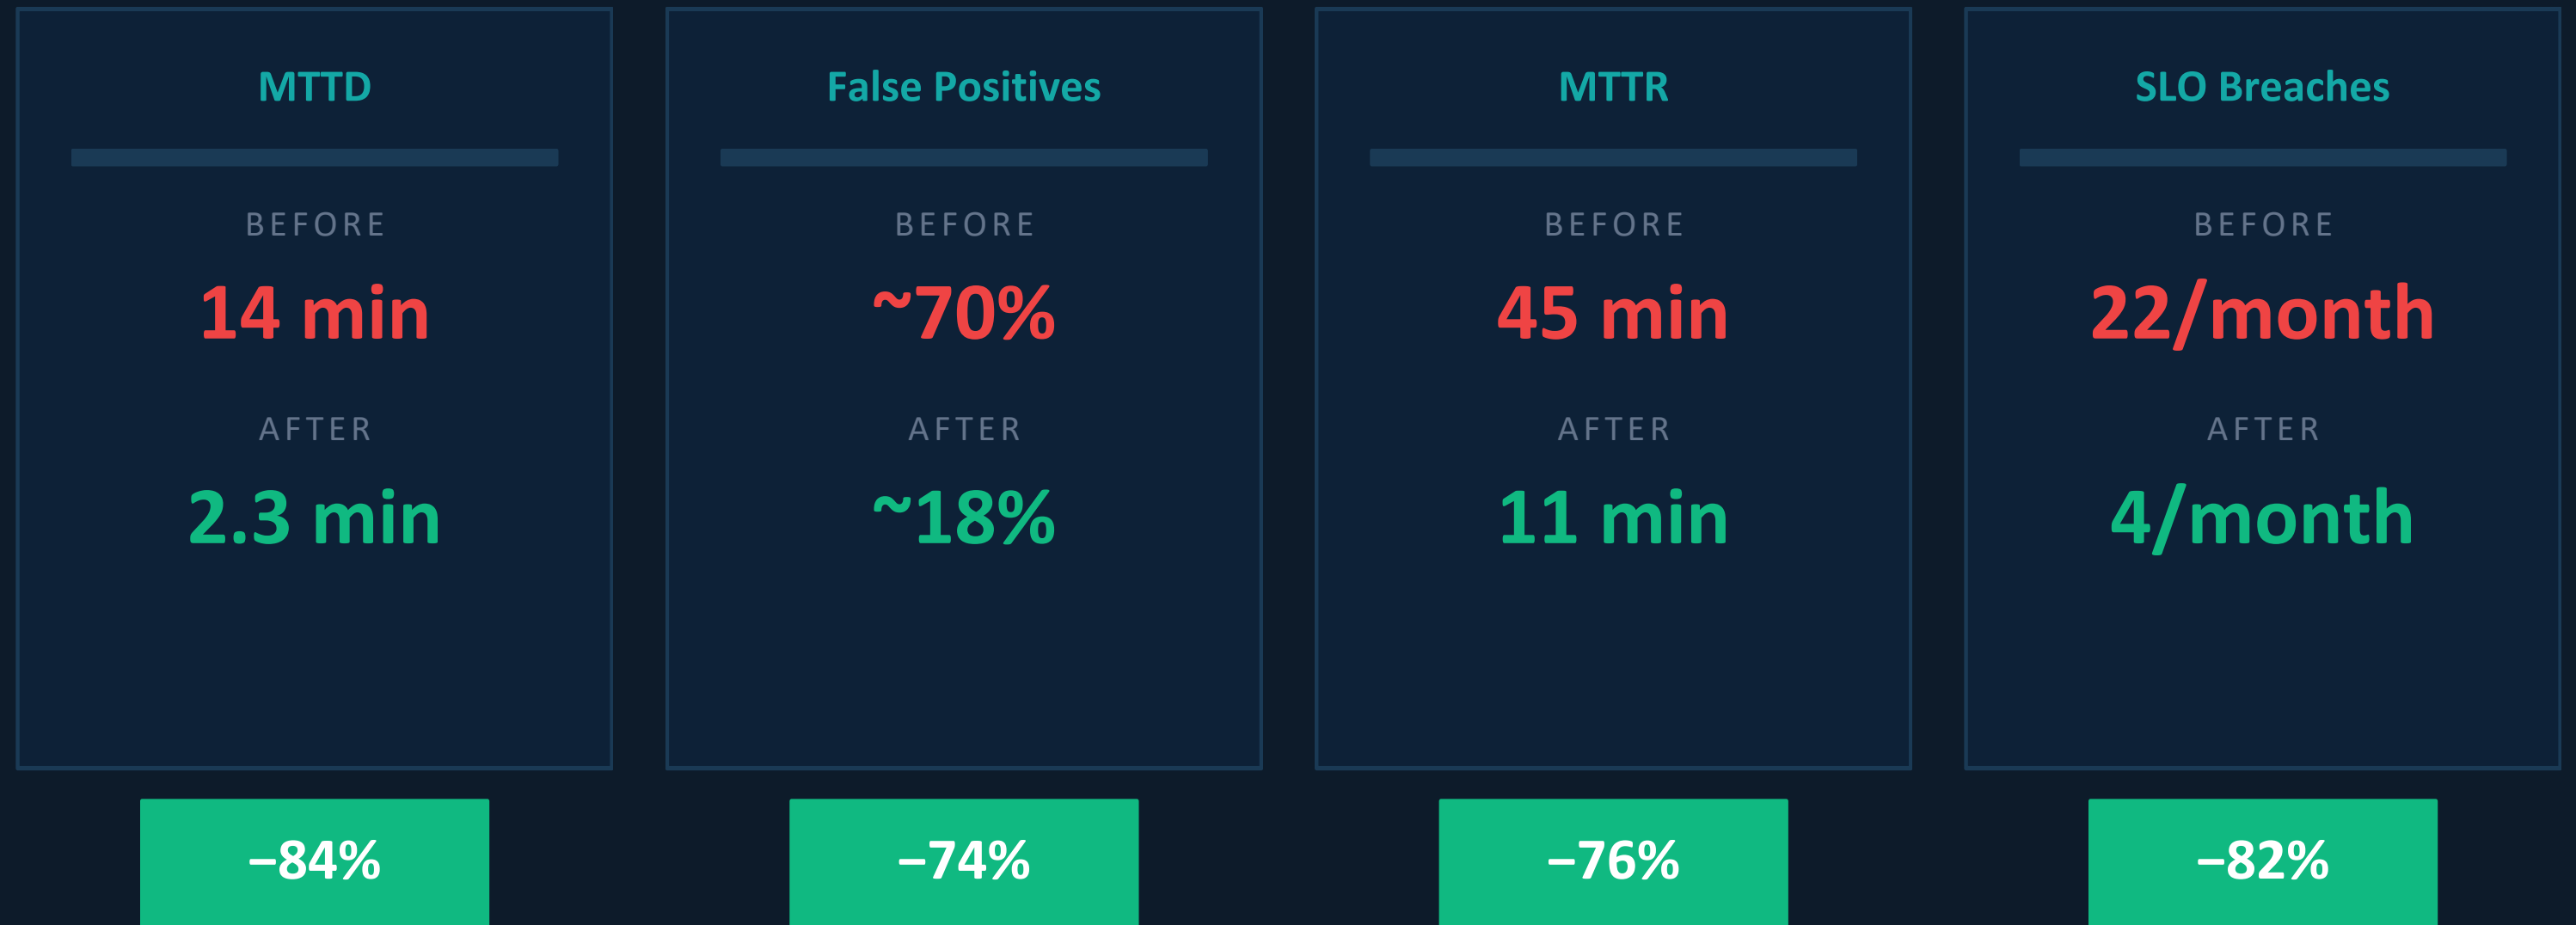 MTTD
BEFORE
14 min
AFTER
2.3 min
−84%
False Positives
BEFORE
~70%
AFTER
~18%
−74%
MTTR
BEFORE
45 min
AFTER
11 min
−76%
SLO Breaches
BEFORE
22/month
AFTER
4/month
−82%